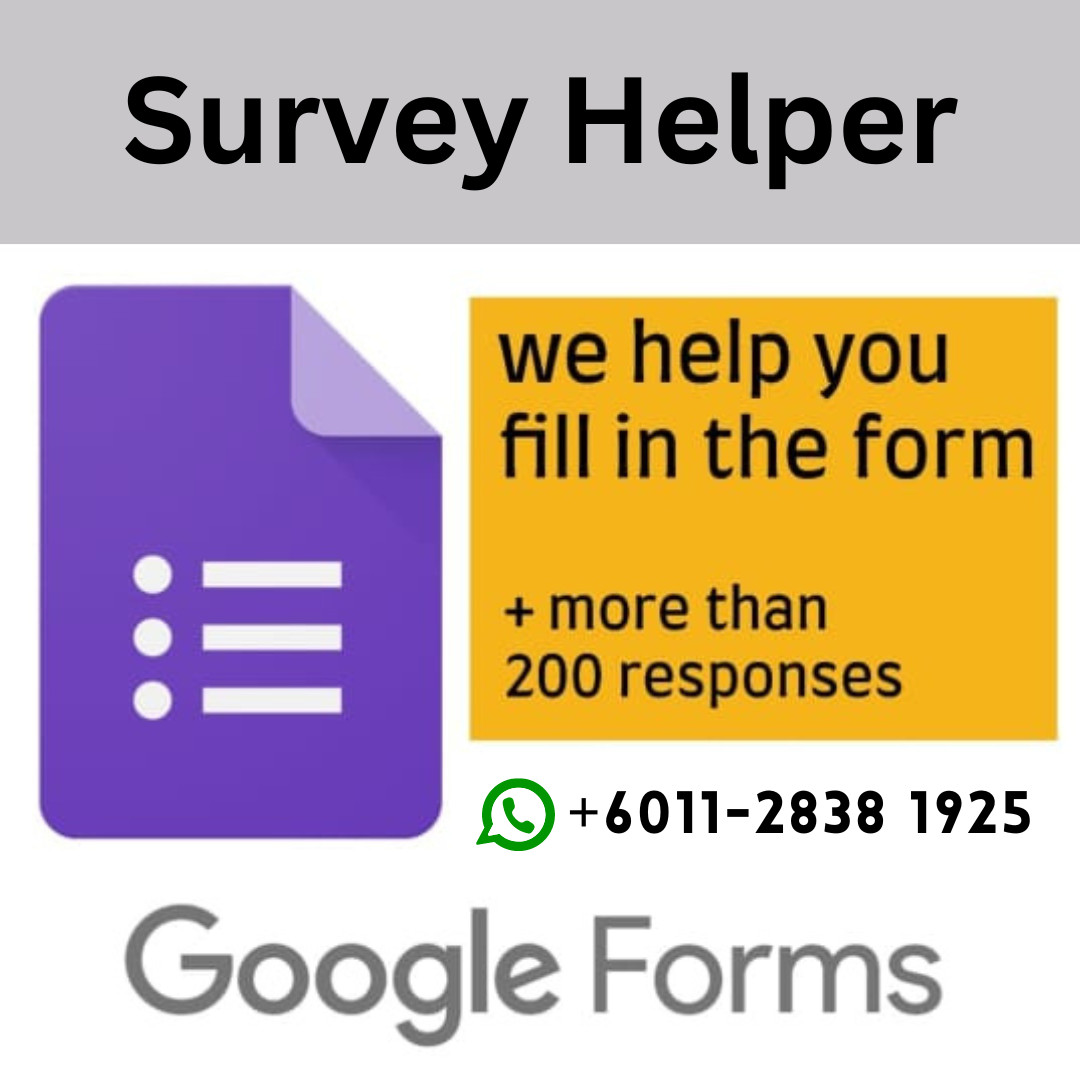 Survey Helper
we help you
fill in the form
+ more than
200 responses
+6011-2838 1925
Google Forms